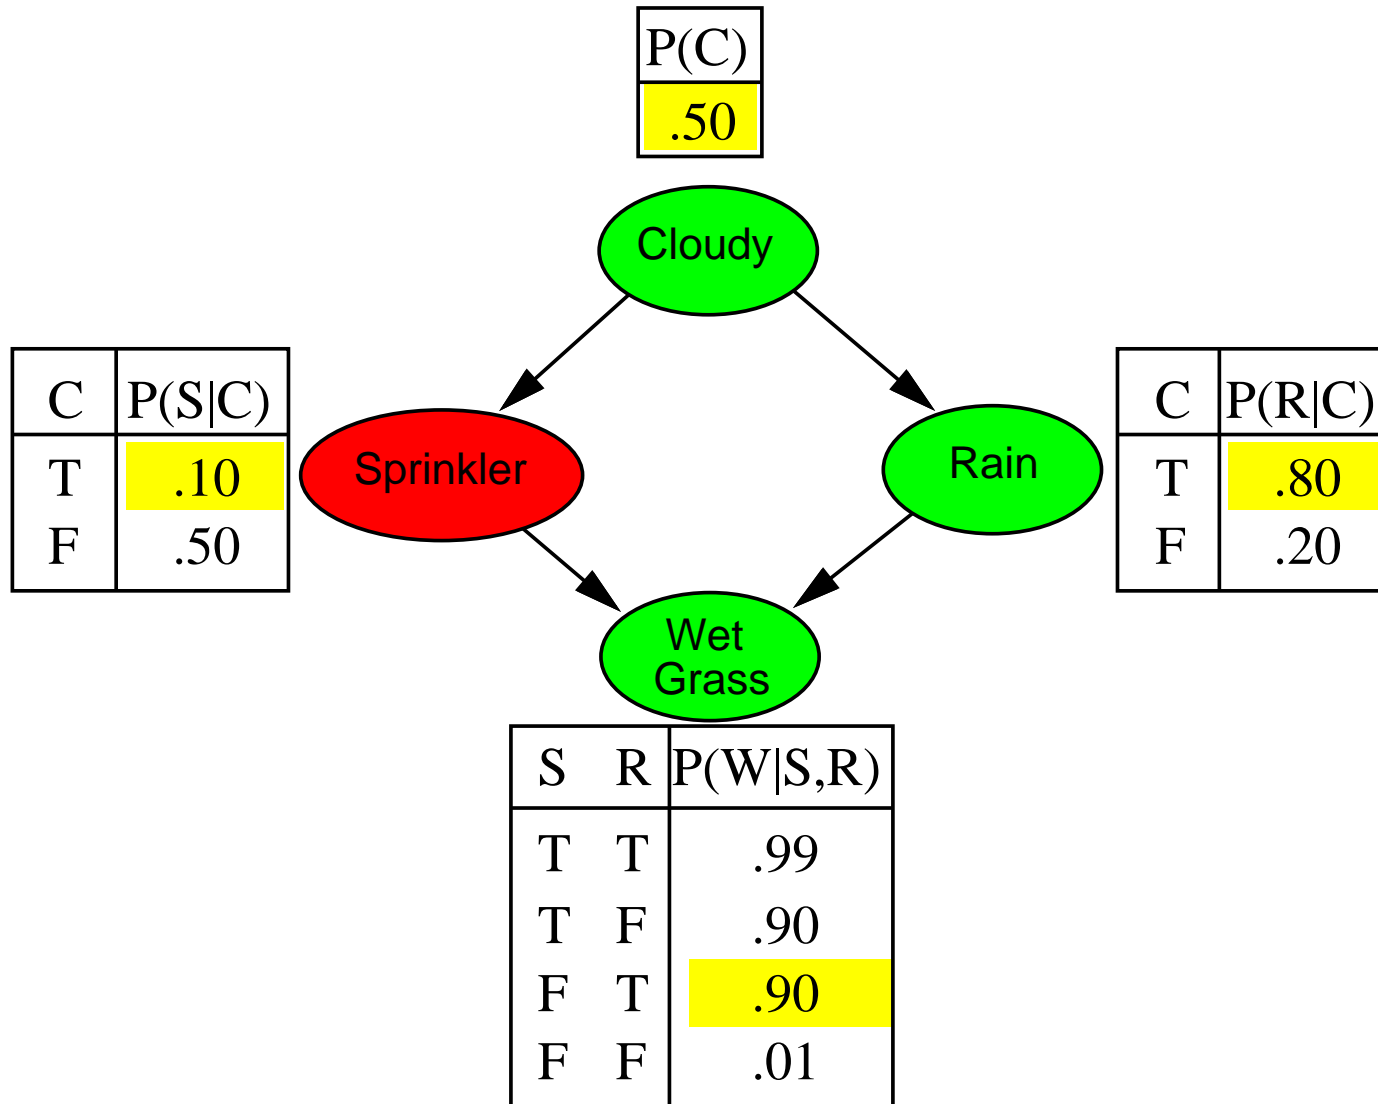 P(C)
.50
Cloudy
C P(S|C)
T .10
F .50
Sprinkler
Rain
C P(R|C)
T .80
F .20
Wet
Grass
S R P(W|S,R)
T T .99
T F .90
F T .90
F F .01